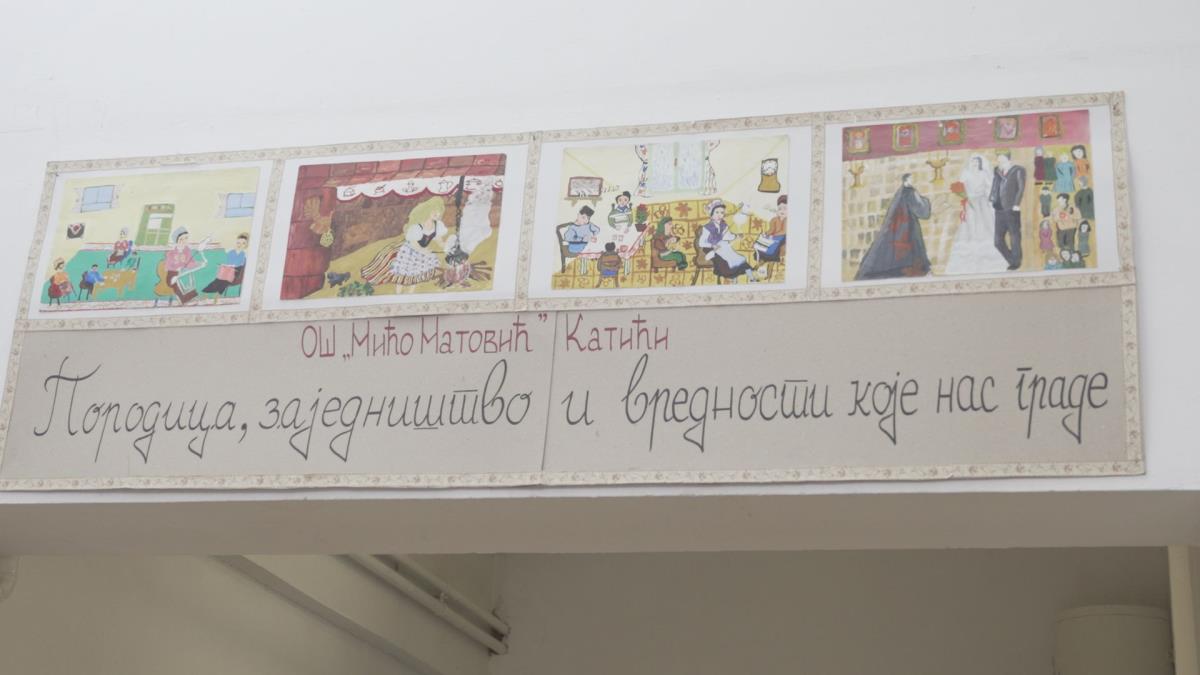 ОШ „Мићо Матовић” Катићи
Породица, заједништво и вредности које нас граде